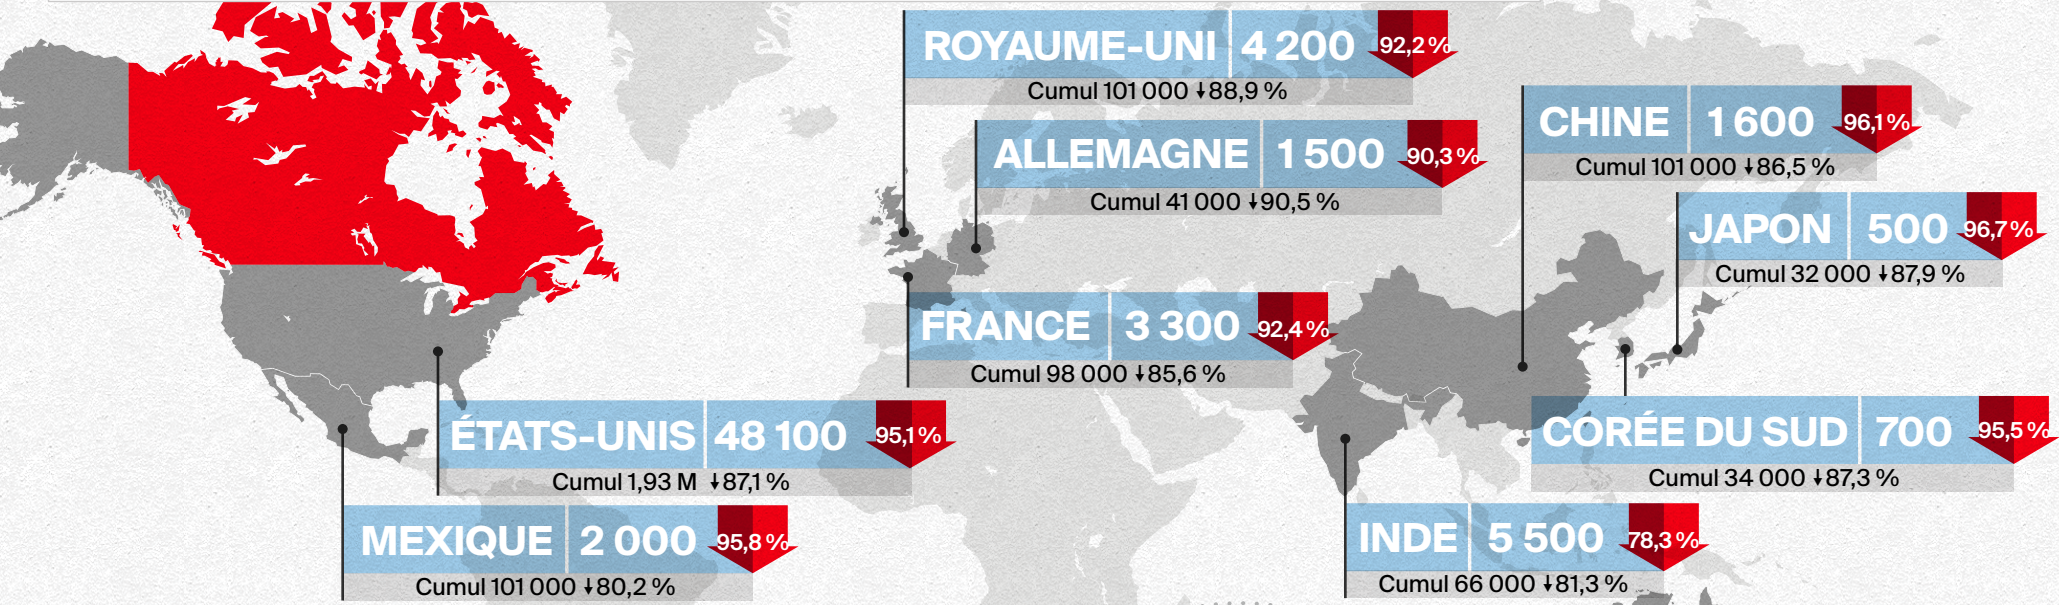 ROYAUME-UNI 4 200 92,2 %
Cumul 101 000 ↓88,9 %
ALLEMAGNE 1 500 90,3 %
Cumul 41 000 ↓90,5 %
CHINE 1 600 96,1 %
Cumul 101 000 ↓86,5 %
JAPON 500 96,7 %
Cumul 32 000 ↓87,9 %
FRANCE 3 300 92,4 %
Cumul 98 000 ↓85,6 %
ÉTATS-UNIS 48 100 95,1 %
Cumul 1,93 M ↓87,1 %
CORÉE DU SUD 700 95,5 %
Cumul 34 000 ↓87,3 %
MEXIQUE 2 000 95,8 %
Cumul 101 000 ↓80,2 %
INDE 5 500 78,3 %
Cumul 66 000 ↓81,3 %